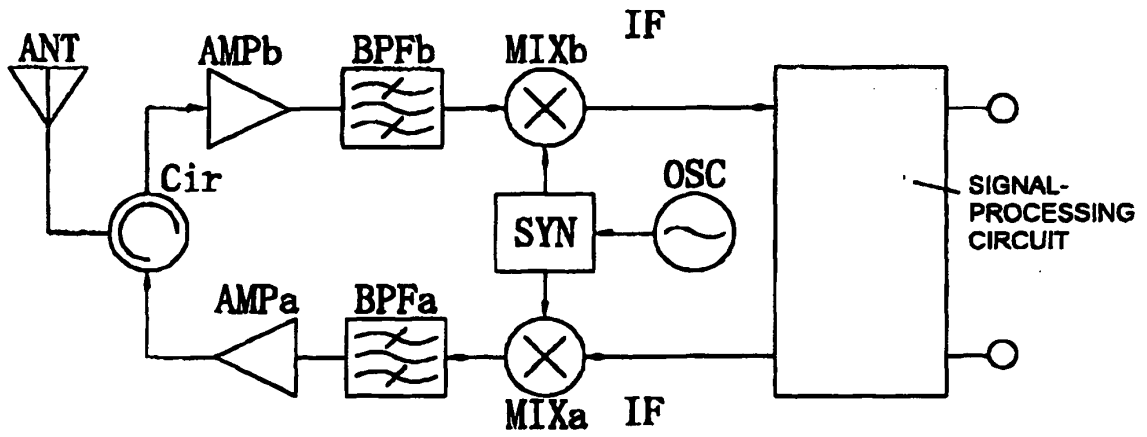 IF
ANT
AMPb
BPFb
MIXb
Cir
OSC
SYN
SIGNAL-
PROCESSING
CIRCUIT
AMPa
BPFa
MIXa
IF